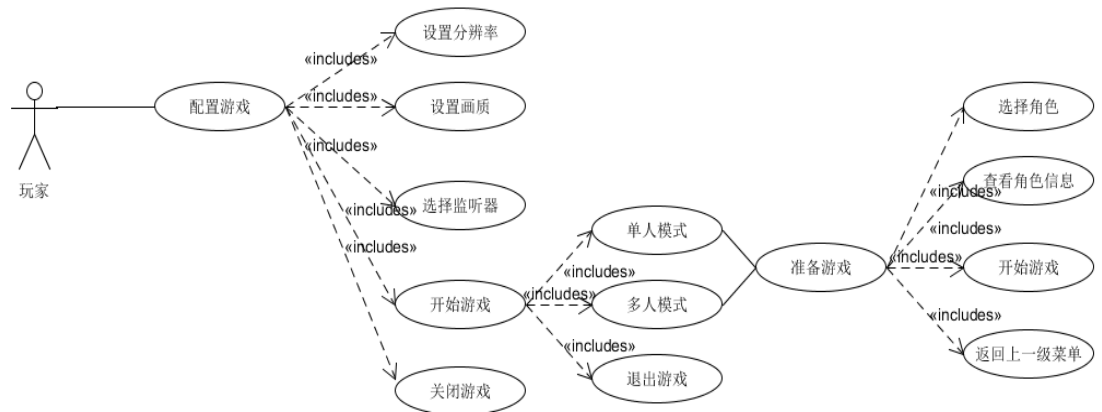 设置分辨率
«includes»
配置游戏
«includes»
设置画质
选择角色
«includes»
玩家
查看角色信息
«includes»
选择监听器
«includes»
单人模式
«includes»
«includes»
准备游戏
«includes»
开始游戏
«includes»
开始游戏
«includes»
多人模式
«includes»
«includes»
返回上一级菜单
关闭游戏
退出游戏